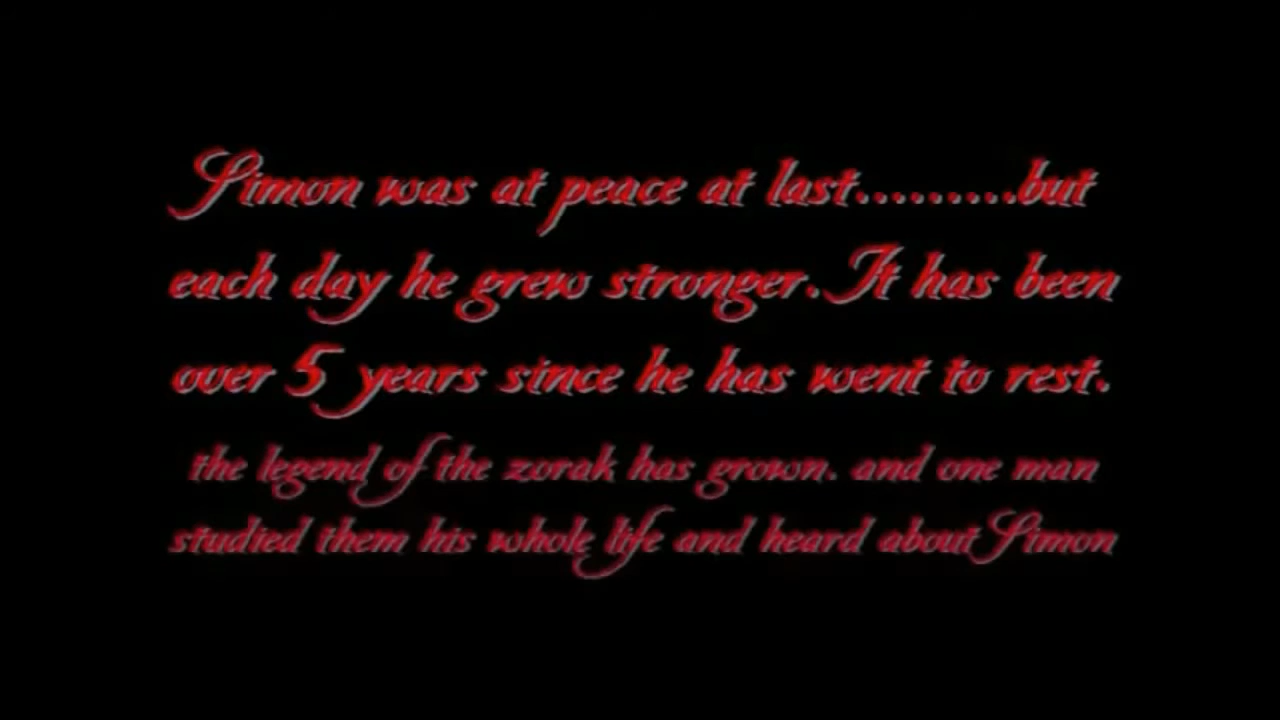 Simon was at peace at last.........but
each day he grew stronger. It has been
over 5 years since he has went to rest.
the legend of the zorak has grown. and one man
studied them his whole life and heard about Simon